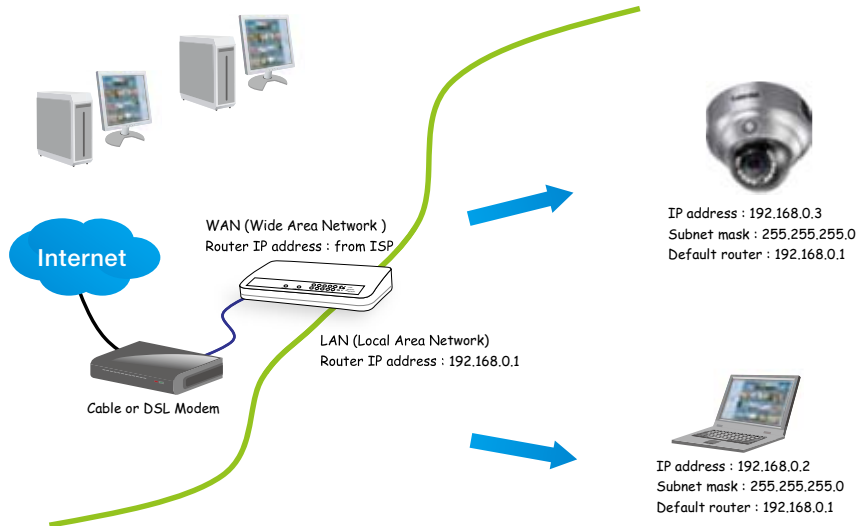 WAN (Wide Area Network )
Router IP address : from ISP
Internet
LAN (Local Area Network)
Router IP address : 192.168.0.1
Cable or DSL Modem
IP address : 192.168.0.3
Subnet mask : 255.255.255.0
Default router : 192.168.0.1
IP address : 192.168.0.2
Subnet mask : 255.255.255.0
Default router : 192.168.0.1